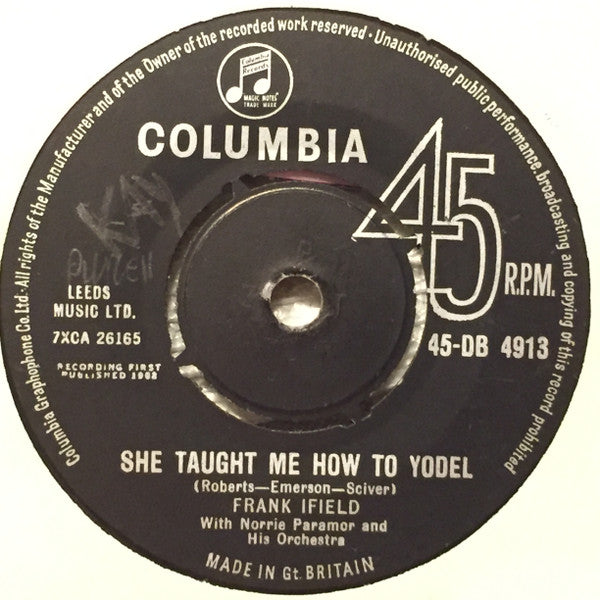 Columbia Graphophone Co. Ltd. · All rights of the Manufacturer and of the Owner of the recorded work reserved · Unauthorised public performance, broadcasting and copying of this record prohibited
Columbia
Records
MAGIC NOTES
TRADE MARK
COLUMBIA
45
R.P.M.
KAY
LEEDS
MUSIC LTD.
7XCA 26165
45-DB 4913
RECORDING FIRST
PUBLISHED 1962
SHE TAUGHT ME HOW TO YODEL
(Roberts—Emerson—Sciver)
FRANK IFIELD
With Norrie Paramor and
His Orchestra
MADE IN Gt. BRITAIN